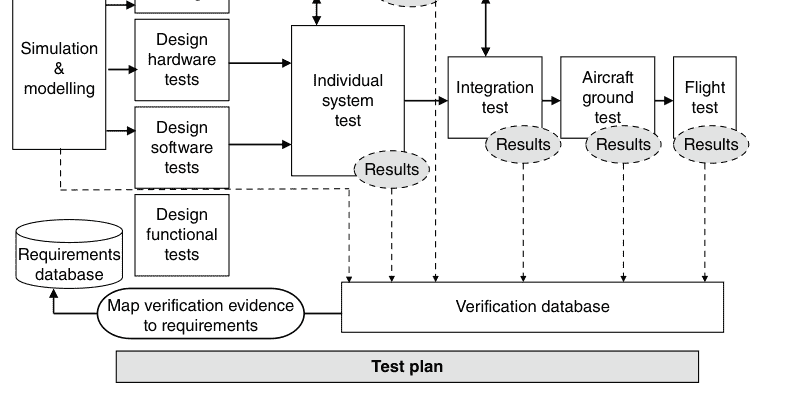 Simulation
&
modelling
Design
hardware
tests
Design
software
tests
Design
functional
tests
Individual
system
test
Results
Integration
test
Results
Aircraft
ground
test
Results
Flight
test
Results
Requirements
database
Map verification evidence
to requirements
Verification database
Test plan